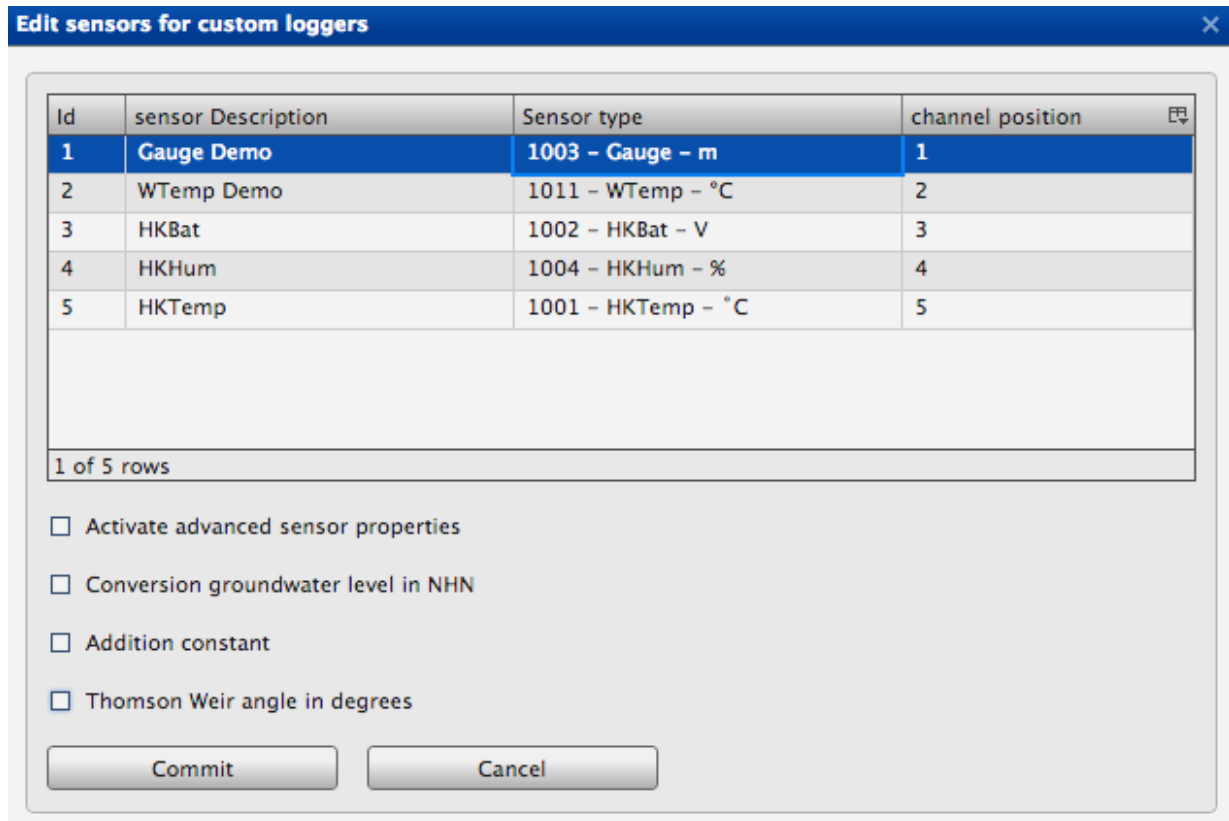 Edit sensors for custom loggers
Id sensor Description Sensor type channel position
1 Gauge Demo 1003 – Gauge – m 1
2 WTemp Demo 1011 – WTemp – °C 2
3 HKBat 1002 – HKBat – V 3
4 HKHum 1004 – HKHum – % 4
5 HKTemp 1001 – HKTemp – ˚C 5
1 of 5 rows
Activate advanced sensor properties
Conversion groundwater level in NHN
Addition constant
Thomson Weir angle in degrees
Commit Cancel